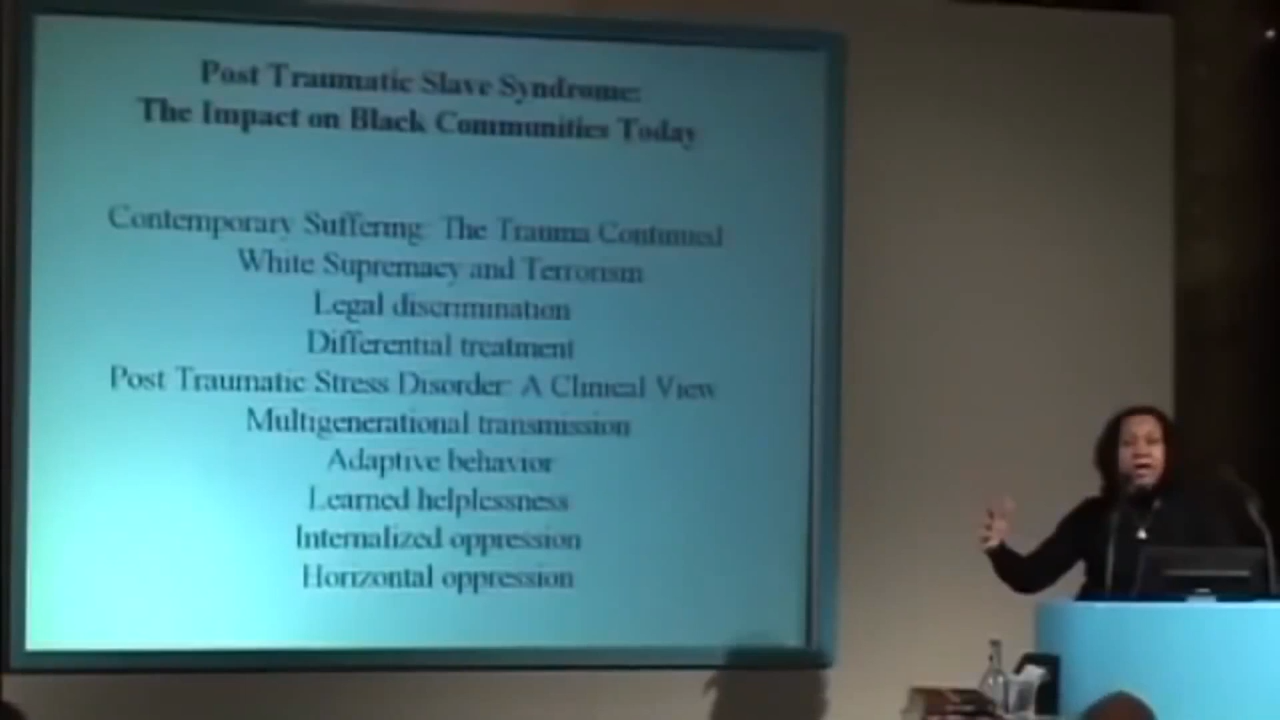 Post Traumatic Slave Syndrome:
The Impact on Black Communities Today
Contemporary Suffering: The Trauma Continued
White Supremacy and Terrorism
Legal discrimination
Differential treatment
Post Traumatic Stress Disorder: A Clinical View
Multigenerational transmission
Adaptive behavior
Learned helplessness
Internalized oppression
Horizontal oppression